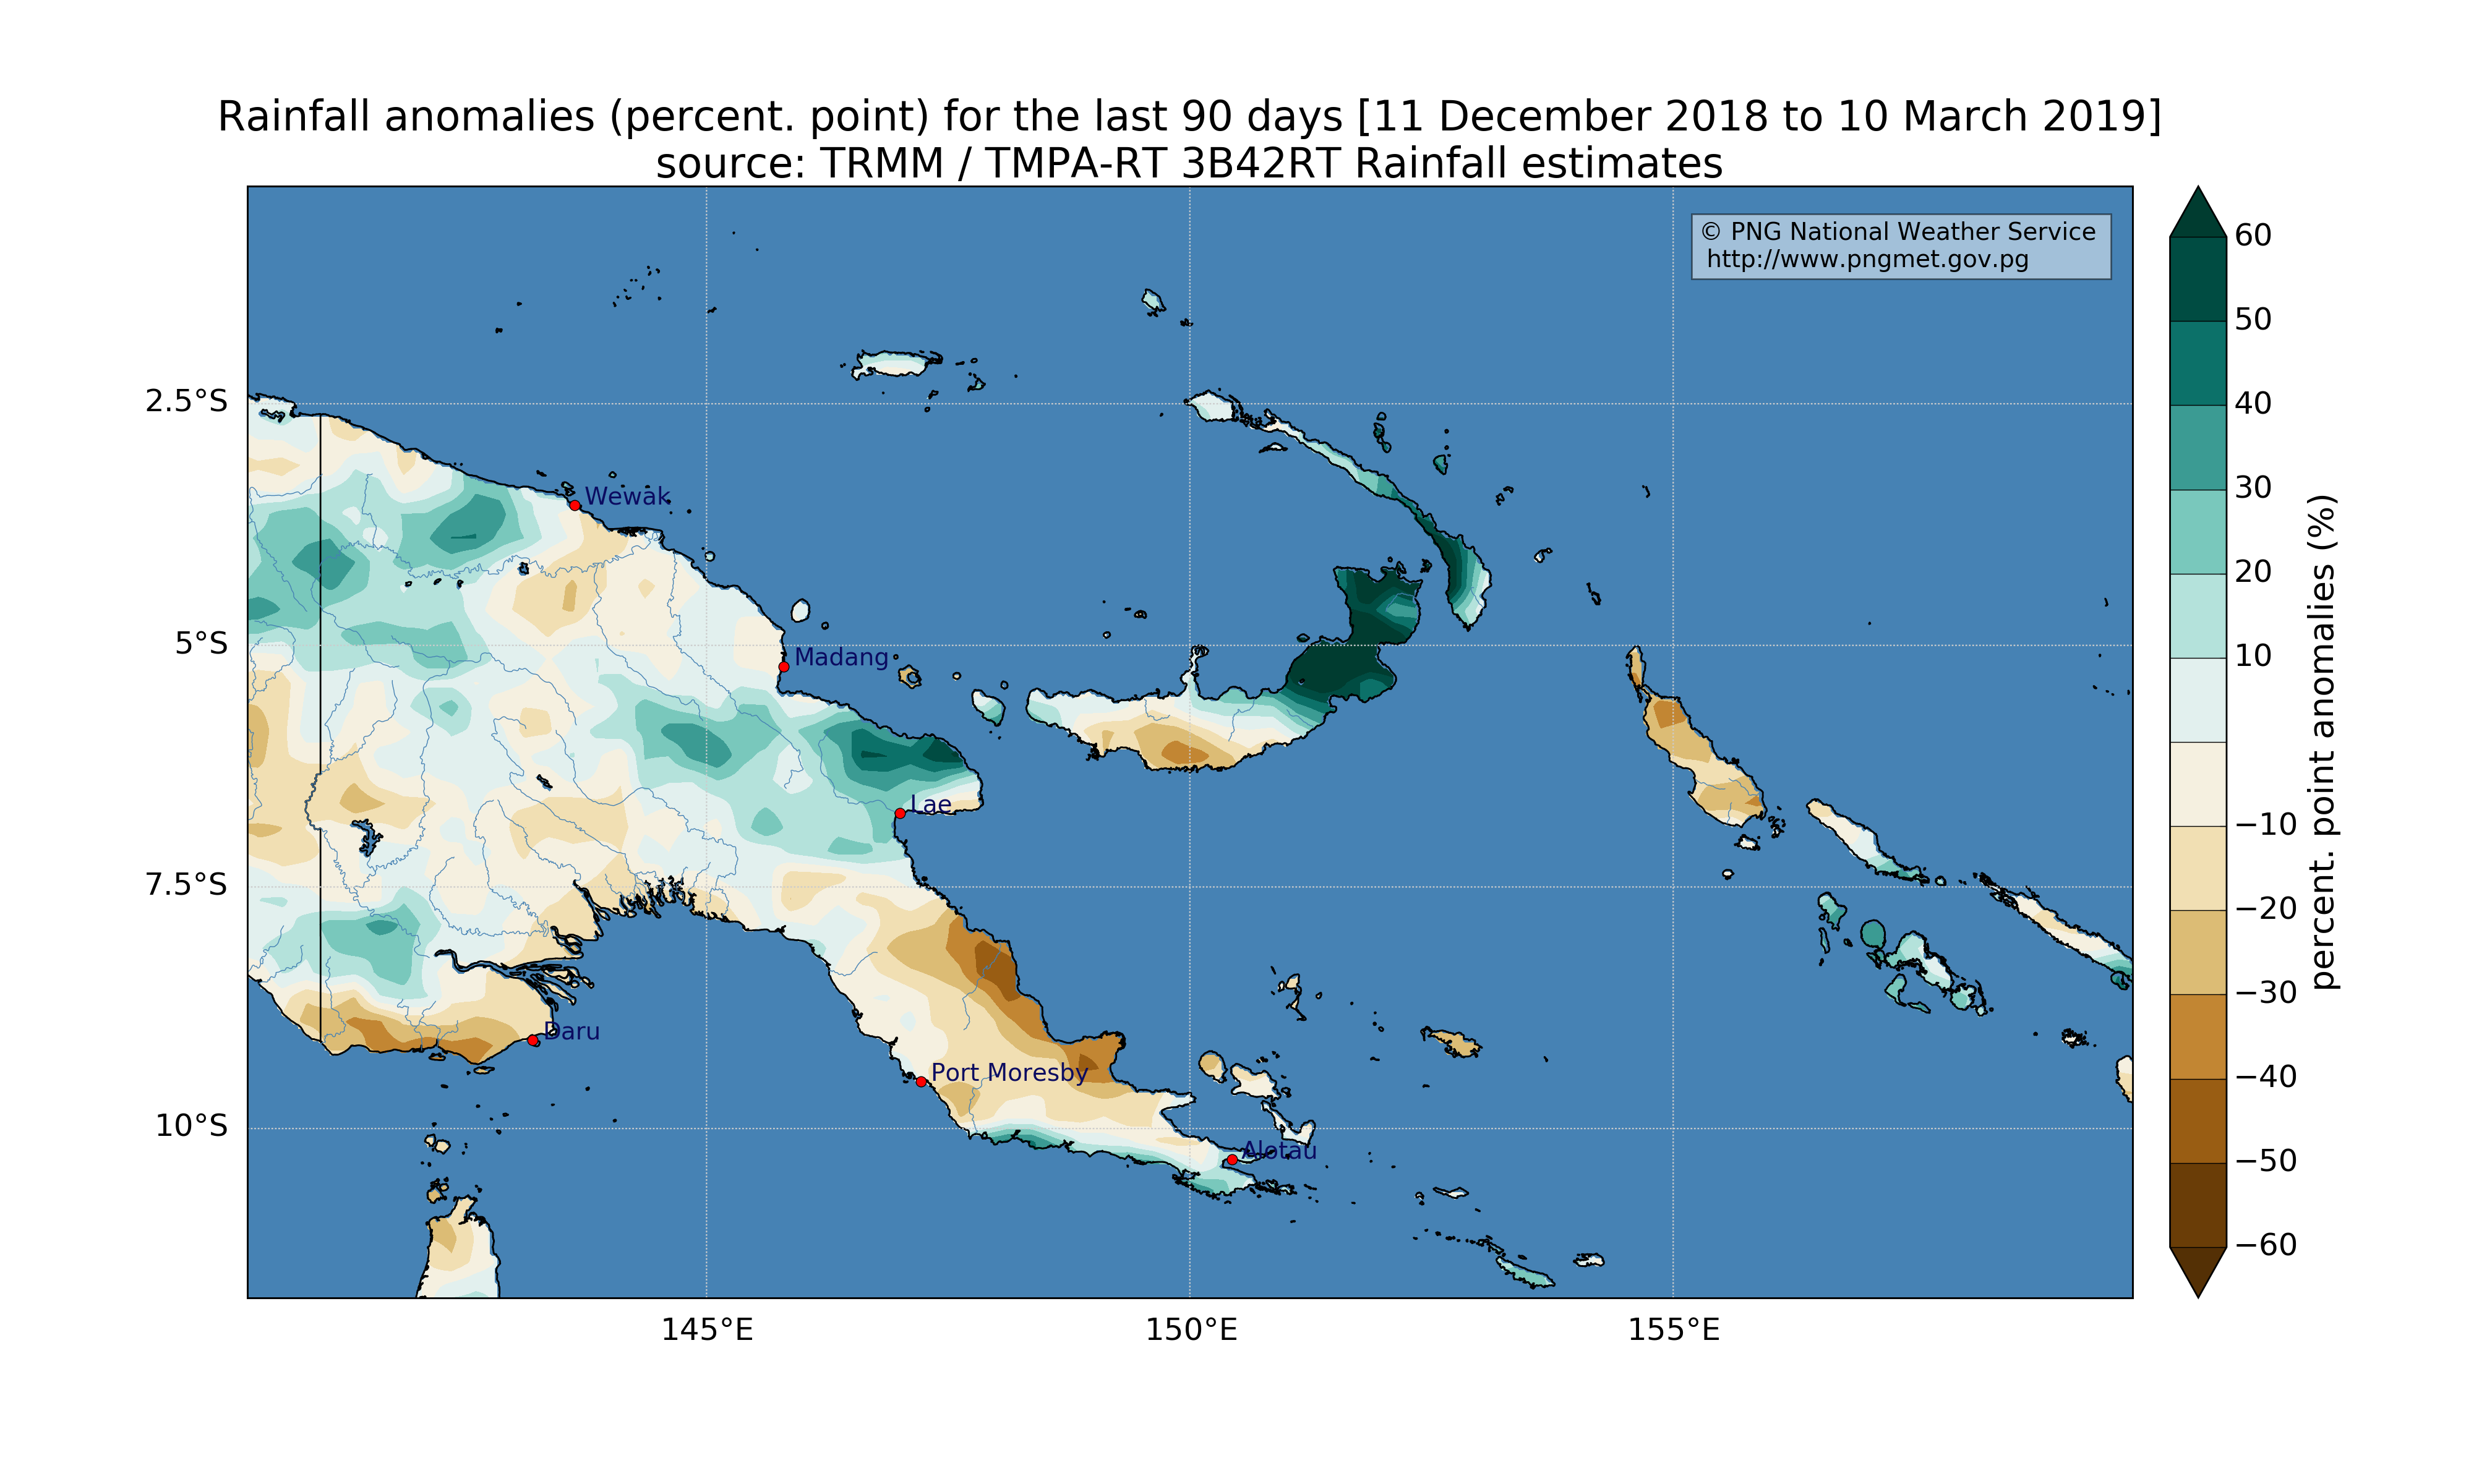 Rainfall anomalies (percent. point) for the last 90 days [11 December 2018 to 10 March 2019]
source: TRMM / TMPA-RT 3B42RT Rainfall estimates
© PNG National Weather Service
http://www.pngmet.gov.pg
2.5°S
5°S
7.5°S
10°S
Wewak
Madang
Lae
Daru
Port Moresby
Alotau
145°E
150°E
155°E
60
50
40
30
20
10
−10
−20
−30
−40
−50
−60
percent. point anomalies (%)